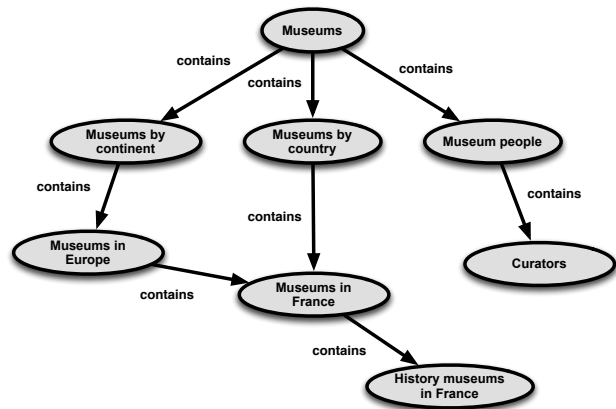 Museums
contains
contains
contains
Museums by
continent
Museums by
country
Museum people
contains
contains
contains
Museums in
Europe
Curators
contains
Museums in
France
contains
History museums
in France